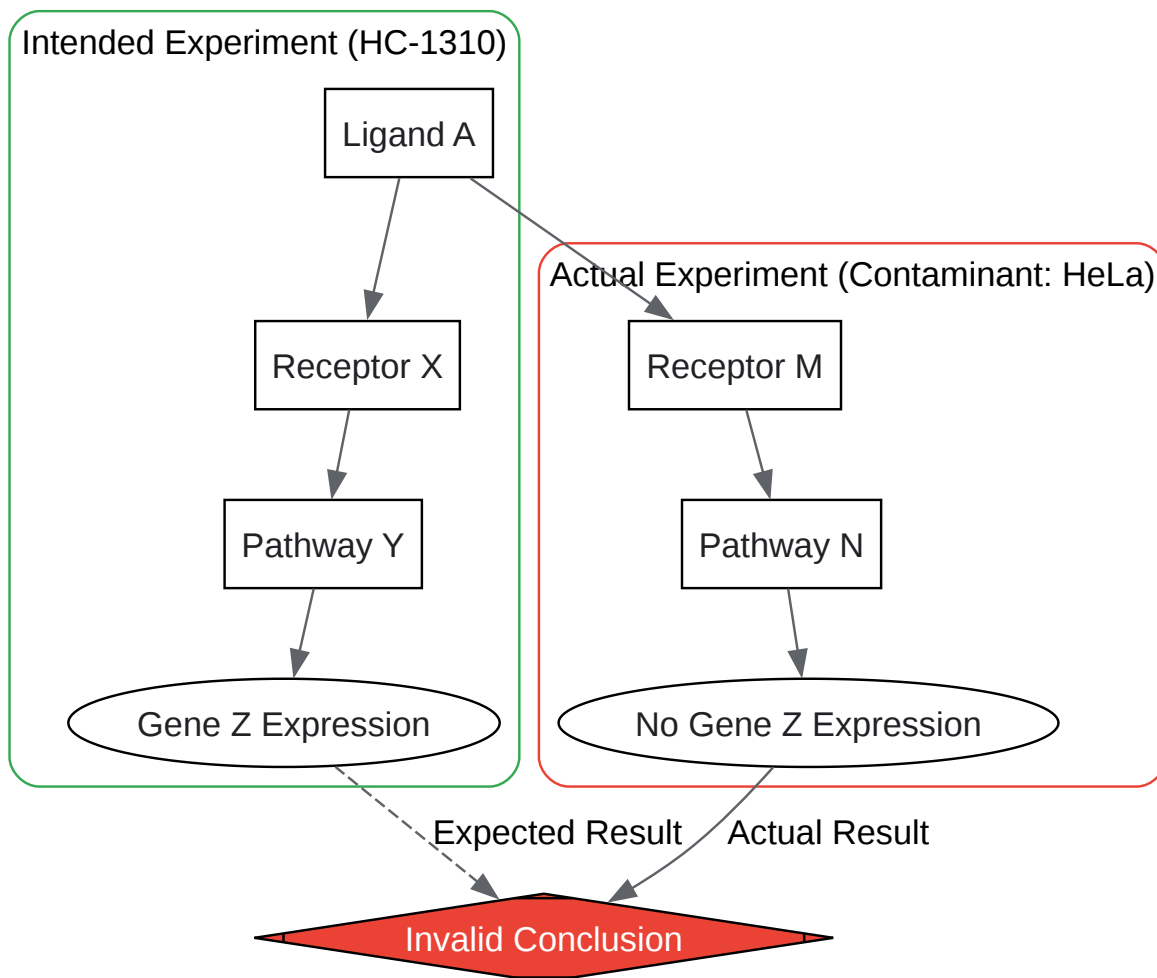 Intended Experiment (HC-1310)
Ligand A
Actual Experiment (Contaminant: HeLa)
Receptor X
Receptor M
Pathway Y
Pathway N
Gene Z Expression
No Gene Z Expression
Expected Result
Actual Result
Invalid Conclusion